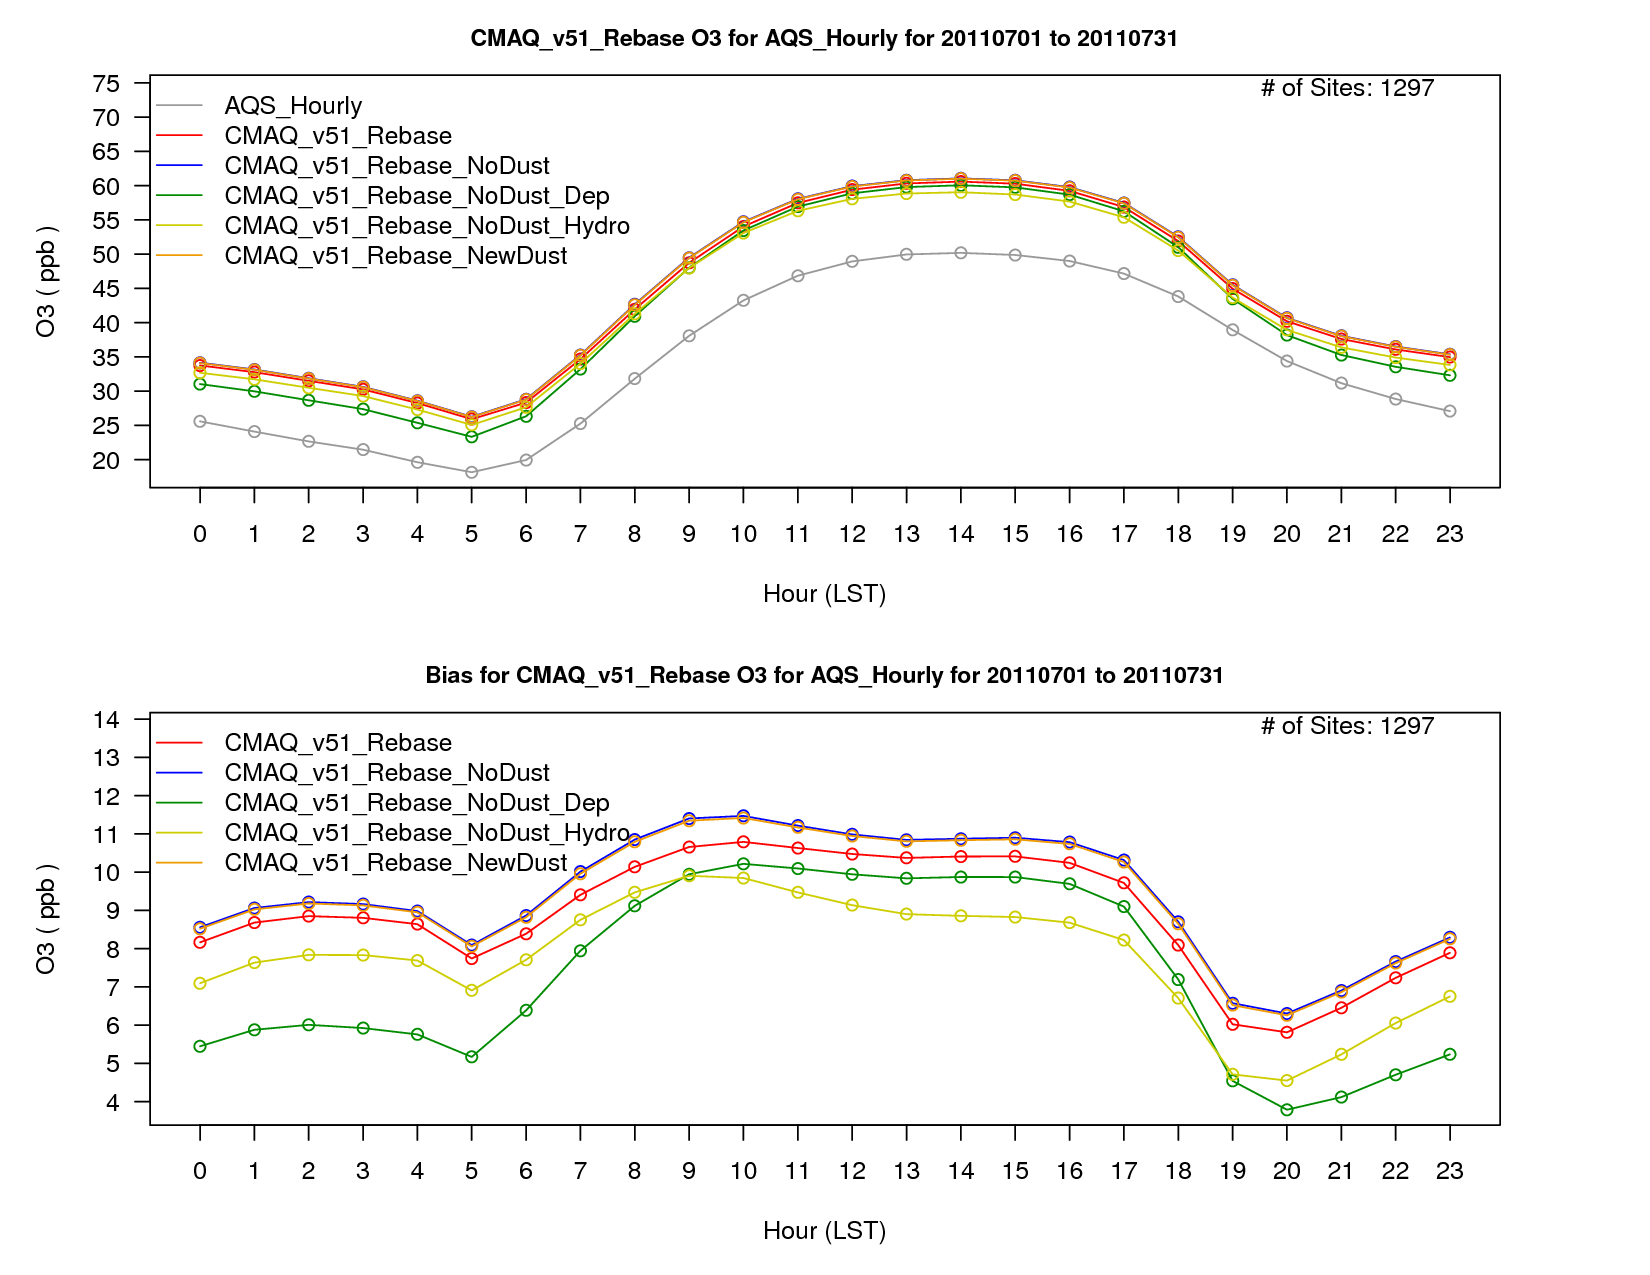 CMAQ_v51_Rebase O3 for AQS_Hourly for 20110701 to 20110731
# of Sites: 1297
AQS_Hourly
CMAQ_v51_Rebase
CMAQ_v51_Rebase_NoDust
CMAQ_v51_Rebase_NoDust_Dep
CMAQ_v51_Rebase_NoDust_Hydro
CMAQ_v51_Rebase_NewDust
75
70
65
60
55
50
45
40
35
30
25
20
O3 ( ppb )
0 1 2 3 4 5 6 7 8 9 10 11 12 13 14 15 16 17 18 19 20 21 22 23
Hour (LST)
Bias for CMAQ_v51_Rebase O3 for AQS_Hourly for 20110701 to 20110731
# of Sites: 1297
CMAQ_v51_Rebase
CMAQ_v51_Rebase_NoDust
CMAQ_v51_Rebase_NoDust_Dep
CMAQ_v51_Rebase_NoDust_Hydro
CMAQ_v51_Rebase_NewDust
14
13
12
11
10
9
8
7
6
5
4
O3 ( ppb )
0 1 2 3 4 5 6 7 8 9 10 11 12 13 14 15 16 17 18 19 20 21 22 23
Hour (LST)